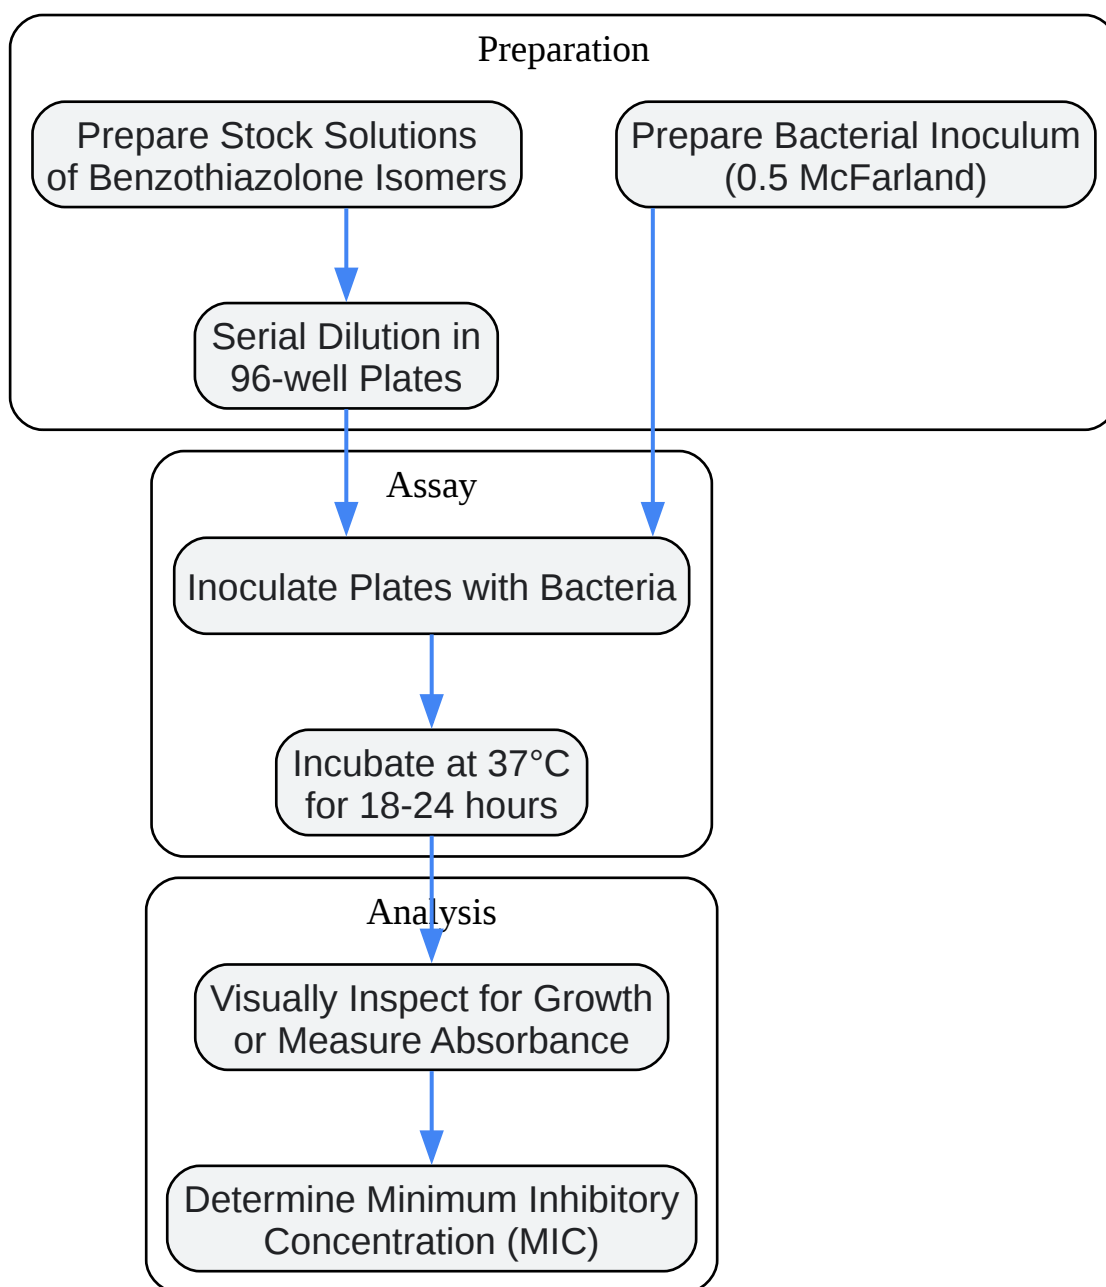 Preparation
Prepare Stock Solutions
of Benzothiazolone Isomers
Prepare Bacterial Inoculum
(0.5 McFarland)
Serial Dilution in
96-well Plates
Assay
Inoculate Plates with Bacteria
Incubate at 37°C
for 18-24 hours
Analysis
Visually Inspect for Growth
or Measure Absorbance
Determine Minimum Inhibitory
Concentration (MIC)